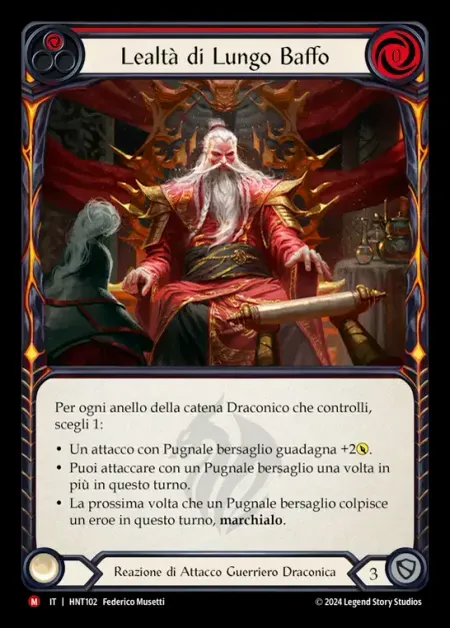 Lealtà di Lungo Baffo
0
Per ogni anello della catena Draconico che controlli,
scegli 1:
• Un attacco con Pugnale bersaglio guadagna +2.
• Puoi attaccare con un Pugnale bersaglio una volta in
più in questo turno.
• La prossima volta che un Pugnale bersaglio colpisce
un eroe in questo turno, marchialo.
Reazione di Attacco Guerriero Draconica
3
M IT | HNT102 Federico Musetti
© 2024 Legend Story Studios